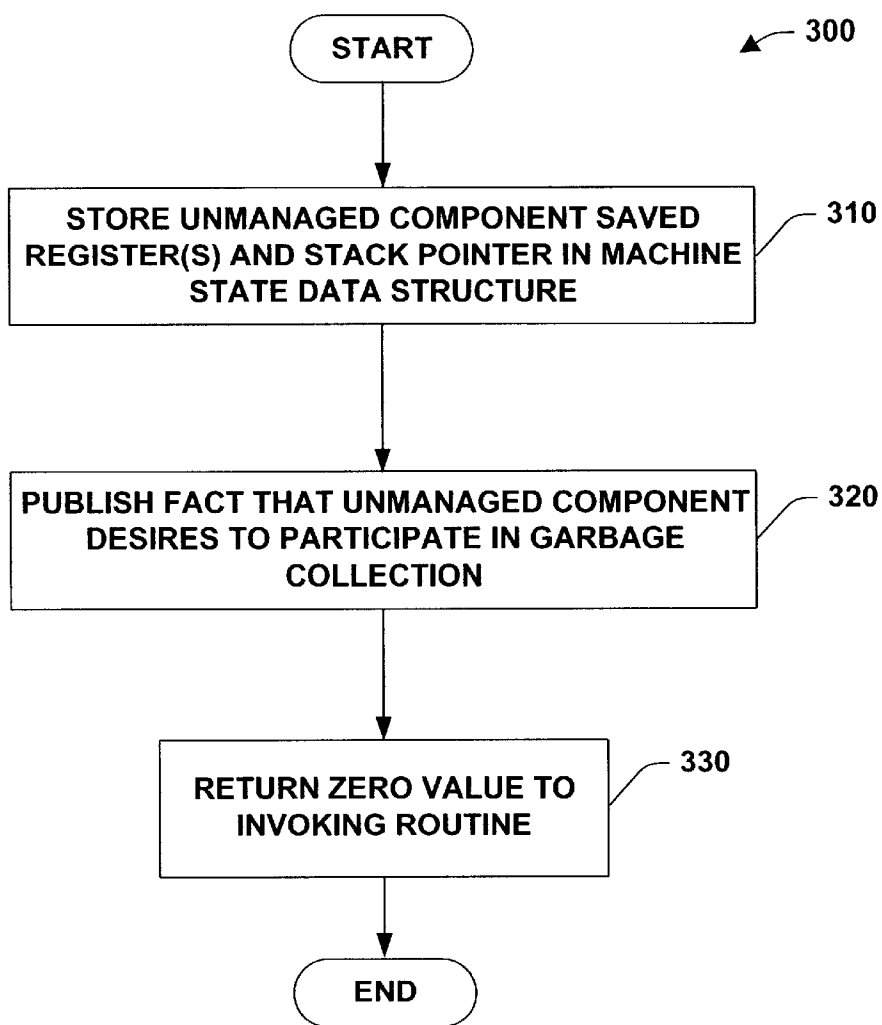 START
300
STORE UNMANAGED COMPONENT SAVED
REGISTER(S) AND STACK POINTER IN MACHINE
STATE DATA STRUCTURE
310
PUBLISH FACT THAT UNMANAGED COMPONENT
DESIRES TO PARTICIPATE IN GARBAGE
COLLECTION
320
RETURN ZERO VALUE TO
INVOKING ROUTINE
330
END